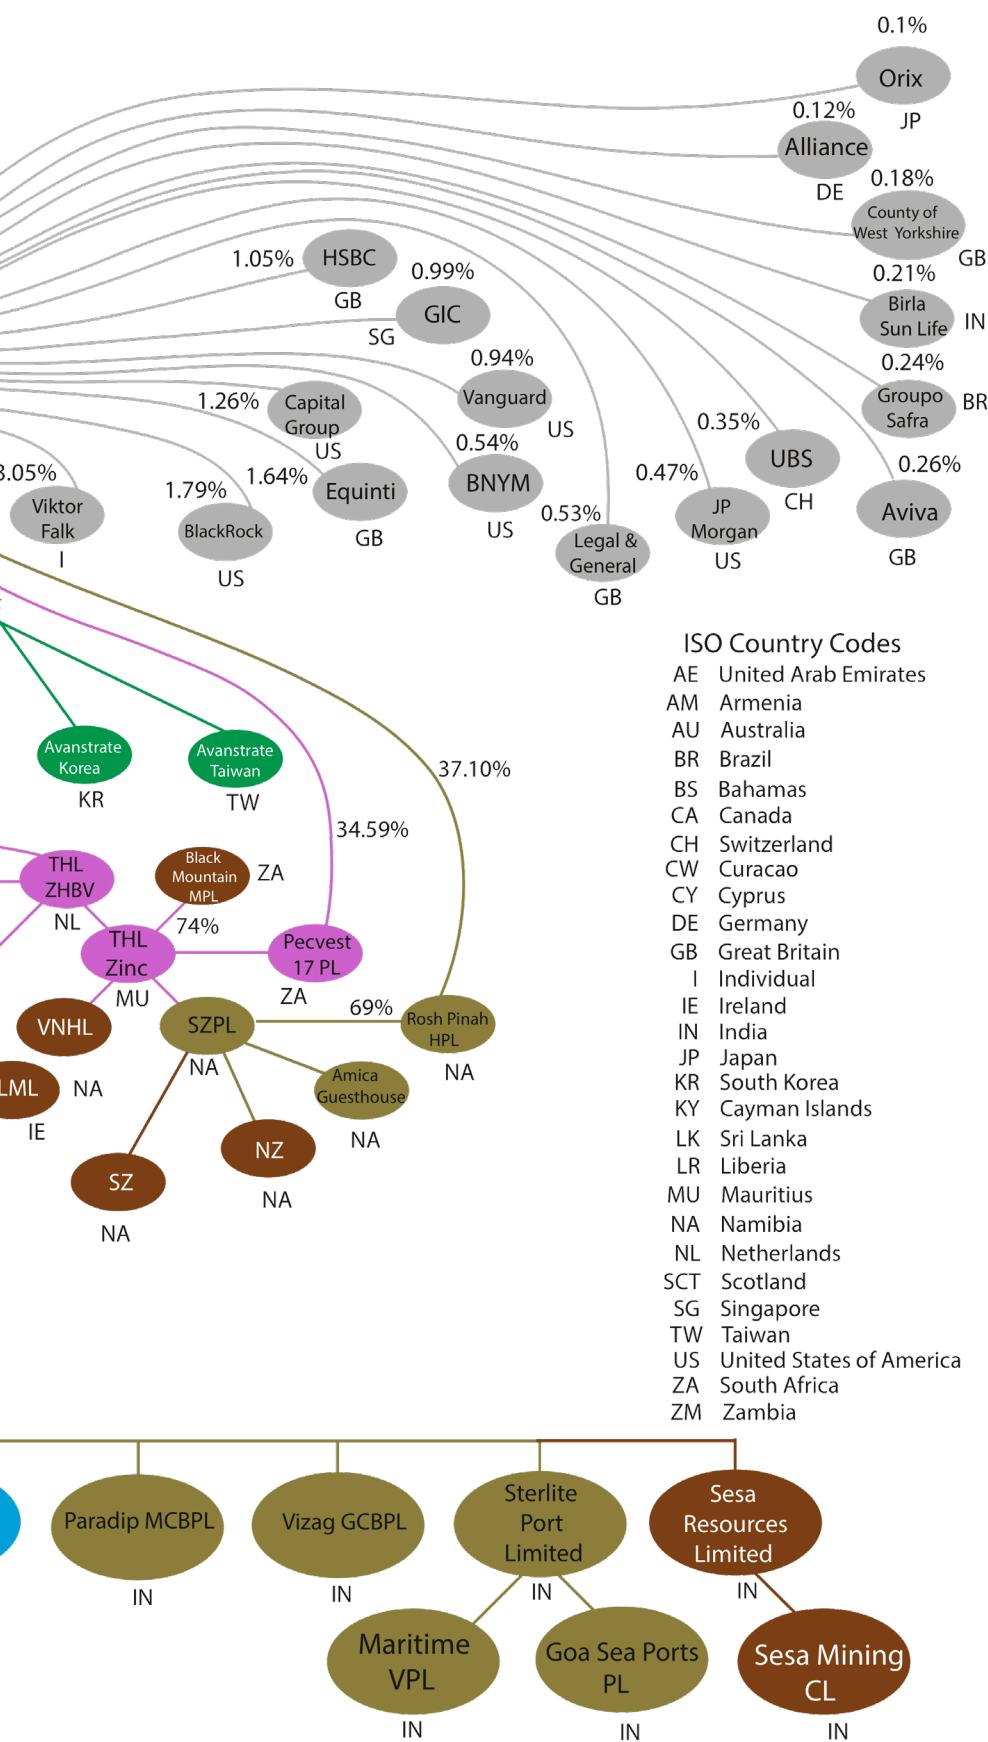 0.1%
Orix
JP
0.12%
Alliance
DE
0.18%
County of
West Yorkshire
GB
0.21%
Birla
Sun Life
IN
0.24%
Groupo
Safra
BR
0.26%
Aviva
GB
1.05%
HSBC
GB
0.99%
GIC
SG
0.94%
Vanguard
US
1.26%
Capital
Group
US
0.54%
BNYM
US
0.35%
UBS
CH
0.47%
JP
Morgan
US
0.53%
Legal &
General
GB
1.64%
Equinti
GB
1.79%
BlackRock
US
3.05%
Viktor
Falk
I
Avanstrate
Korea
KR
Avanstrate
Taiwan
TW
37.10%
34.59%
THL
ZHBV
NL
Black
Mountain
MPL
ZA
74%
THL
Zinc
MU
Pecvest
17 PL
ZA
VNHL
NA
SZPL
NA
69%
Rosh Pinah
HPL
NA
LML
IE
Amica
Guesthouse
NA
NZ
NA
SZ
NA
ISO Country Codes
AE United Arab Emirates
AM Armenia
AU Australia
BR Brazil
BS Bahamas
CA Canada
CH Switzerland
CW Curacao
CY Cyprus
DE Germany
GB Great Britain
I Individual
IE Ireland
IN India
JP Japan
KR South Korea
KY Cayman Islands
LK Sri Lanka
LR Liberia
MU Mauritius
NA Namibia
NL Netherlands
SCT Scotland
SG Singapore
TW Taiwan
US United States of America
ZA South Africa
ZM Zambia
Paradip MCBPL
IN
Vizag GCBPL
IN
Sterlite
Port
Limited
IN
Sesa
Resources
Limited
IN
Maritime
VPL
IN
Goa Sea Ports
PL
IN
Sesa Mining
CL
IN